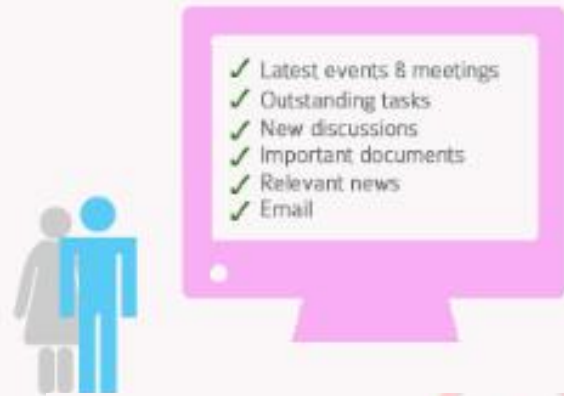 Latest events & meetings
Outstanding tasks
New discussions
Important documents
Relevant news
Email